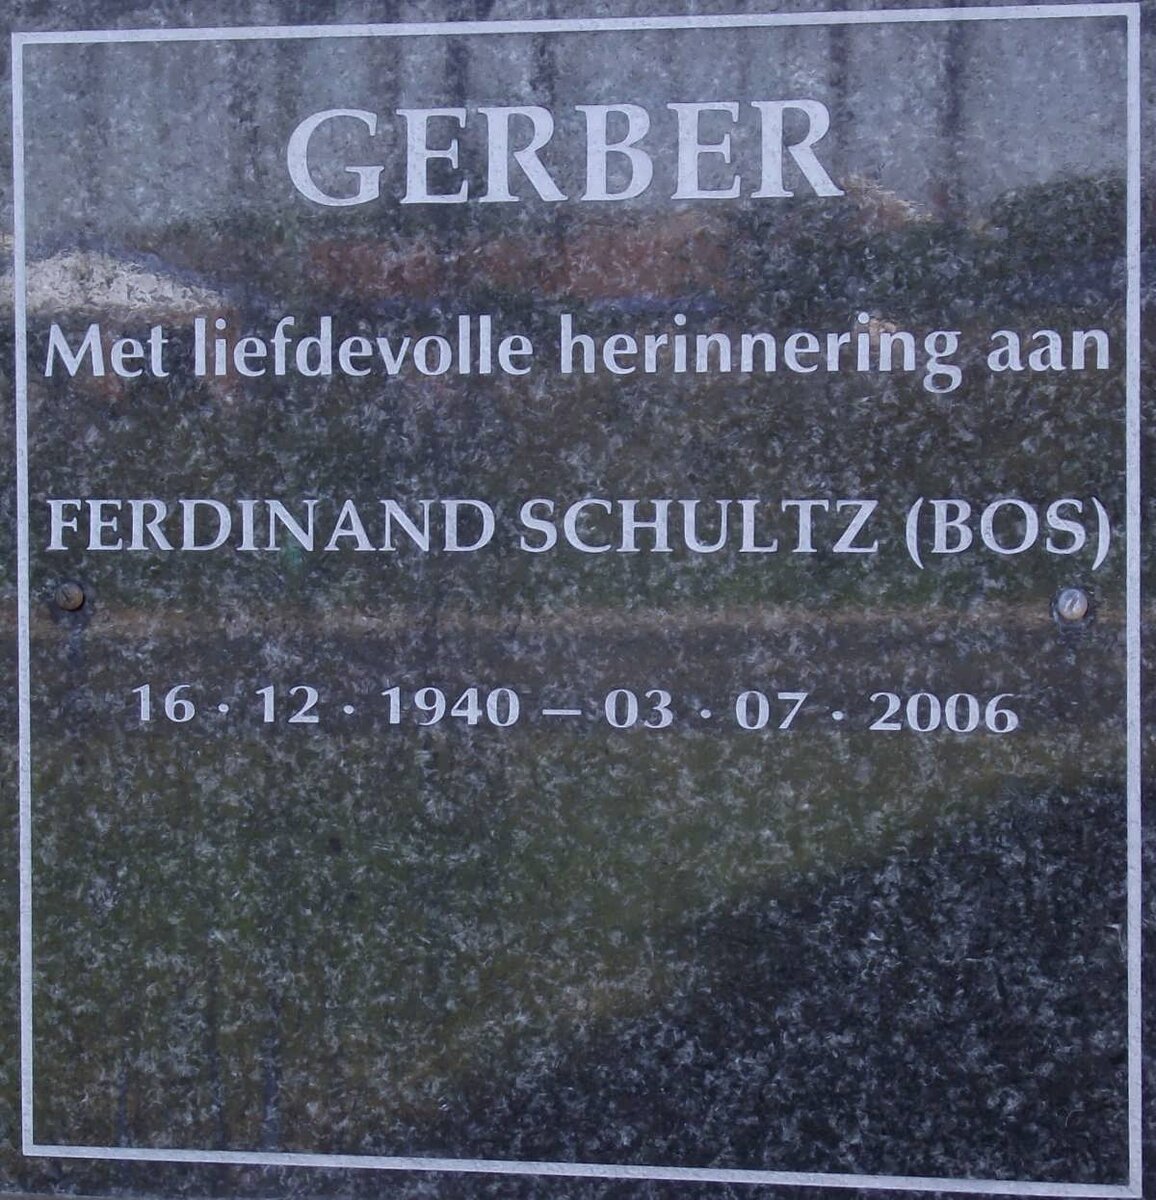 GERBER
Met liefdevolle herinnering aan
FERDINAND SCHULTZ (BOS)
16 · 12 · 1940 – 03 · 07 · 2006